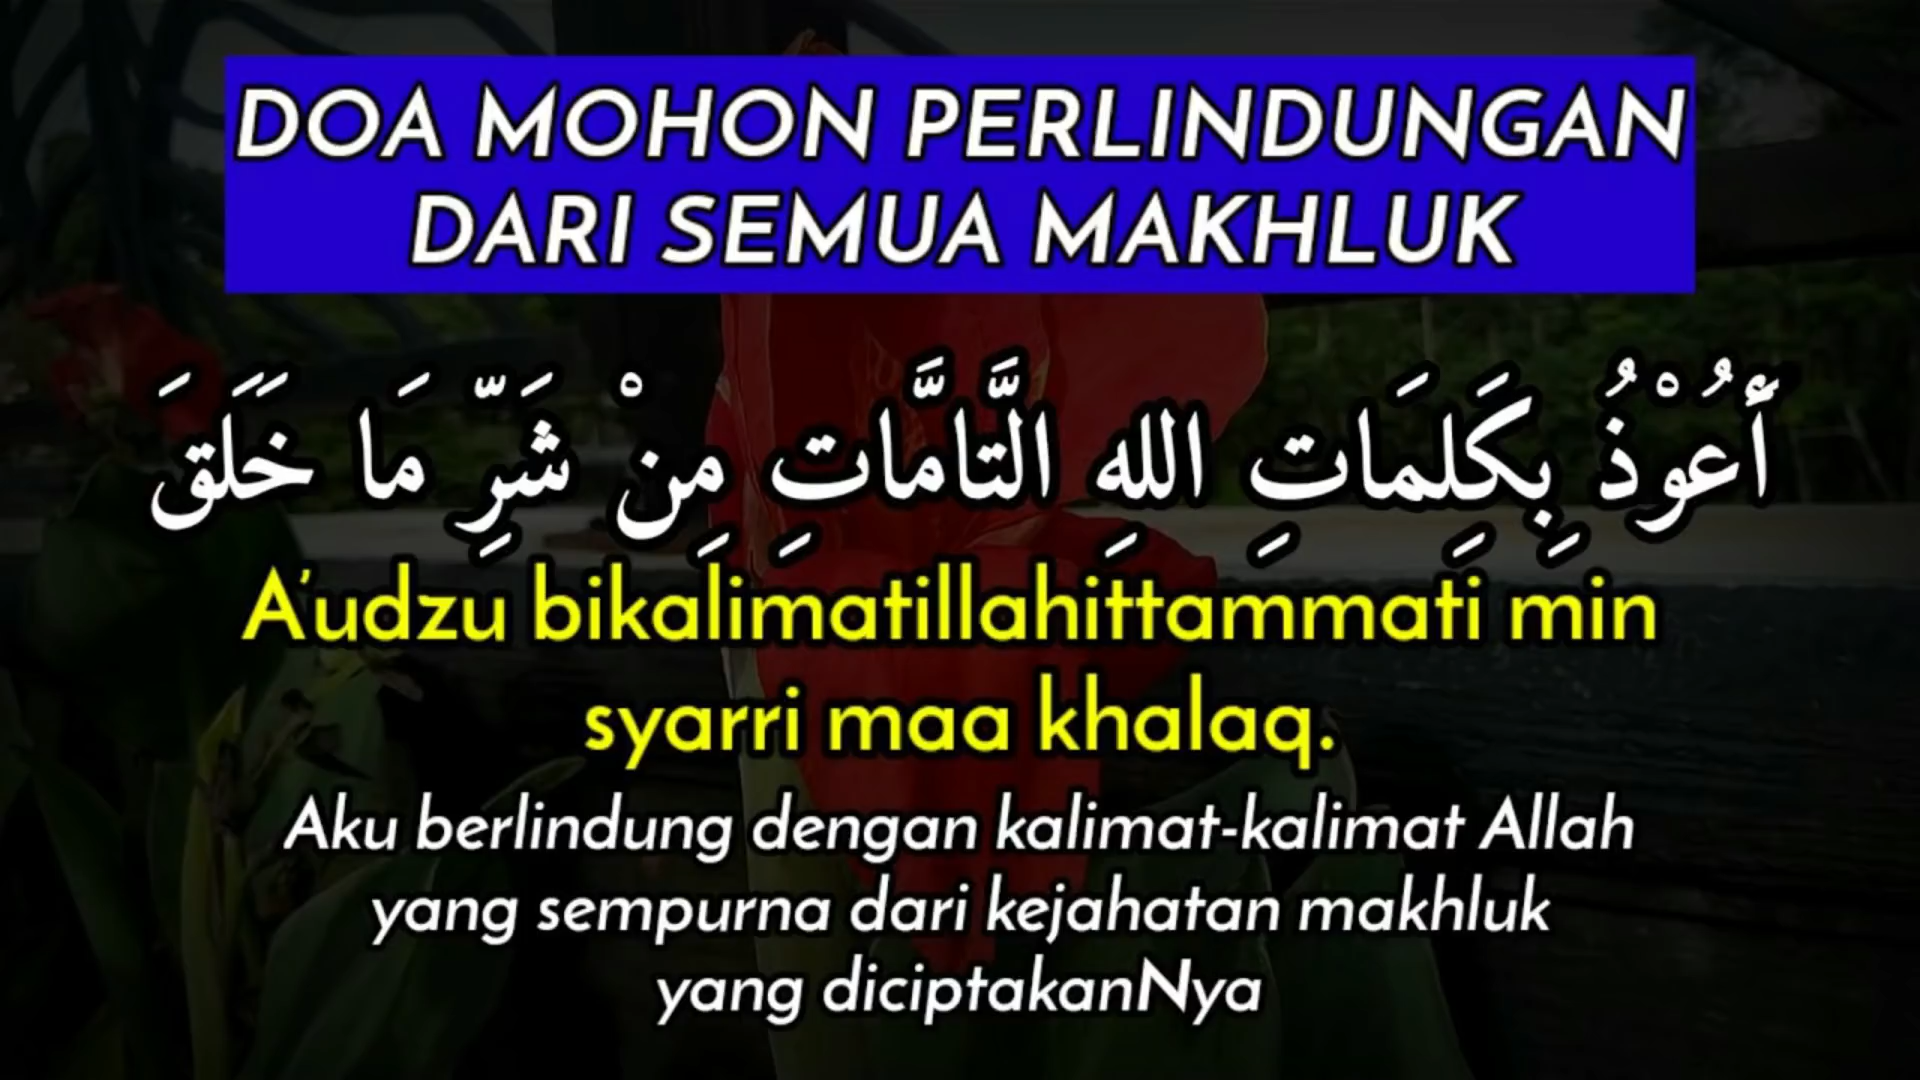 DOA MOHON PERLINDUNGAN
DARI SEMUA MAKHLUK
أَعُوْذُ بِكَلِمَاتِ اللهِ التَّامَّاتِ مِنْ شَرِّ مَا خَلَقَ
A'udzu bikalimatillahittammati min
syarri maa khalaq.
Aku berlindung dengan kalimat-kalimat Allah
yang sempurna dari kejahatan makhluk
yang diciptakanNya